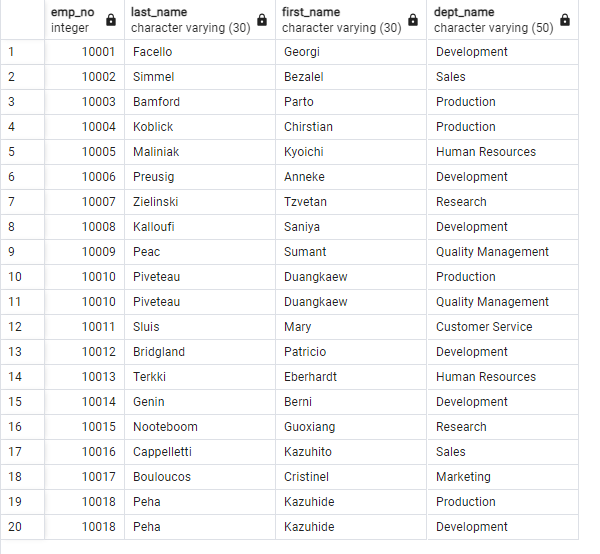 emp_no last_name first_name dept_name
integer character varying (30) character varying (30) character varying (50)
1 10001 Facello Georgi Development
2 10002 Simmel Bezalel Sales
3 10003 Bamford Parto Production
4 10004 Koblick Chirstian Production
5 10005 Maliniak Kyoichi Human Resources
6 10006 Preusig Anneke Development
7 10007 Zielinski Tzvetan Research
8 10008 Kalloufi Saniya Development
9 10009 Peac Sumant Quality Management
10 10010 Piveteau Duangkaew Production
11 10010 Piveteau Duangkaew Quality Management
12 10011 Sluis Mary Customer Service
13 10012 Bridgland Patricio Development
14 10013 Terkki Eberhardt Human Resources
15 10014 Genin Berni Development
16 10015 Nooteboom Guoxiang Research
17 10016 Cappelletti Kazuhito Sales
18 10017 Bouloucos Cristinel Marketing
19 10018 Peha Kazuhide Production
20 10018 Peha Kazuhide Development